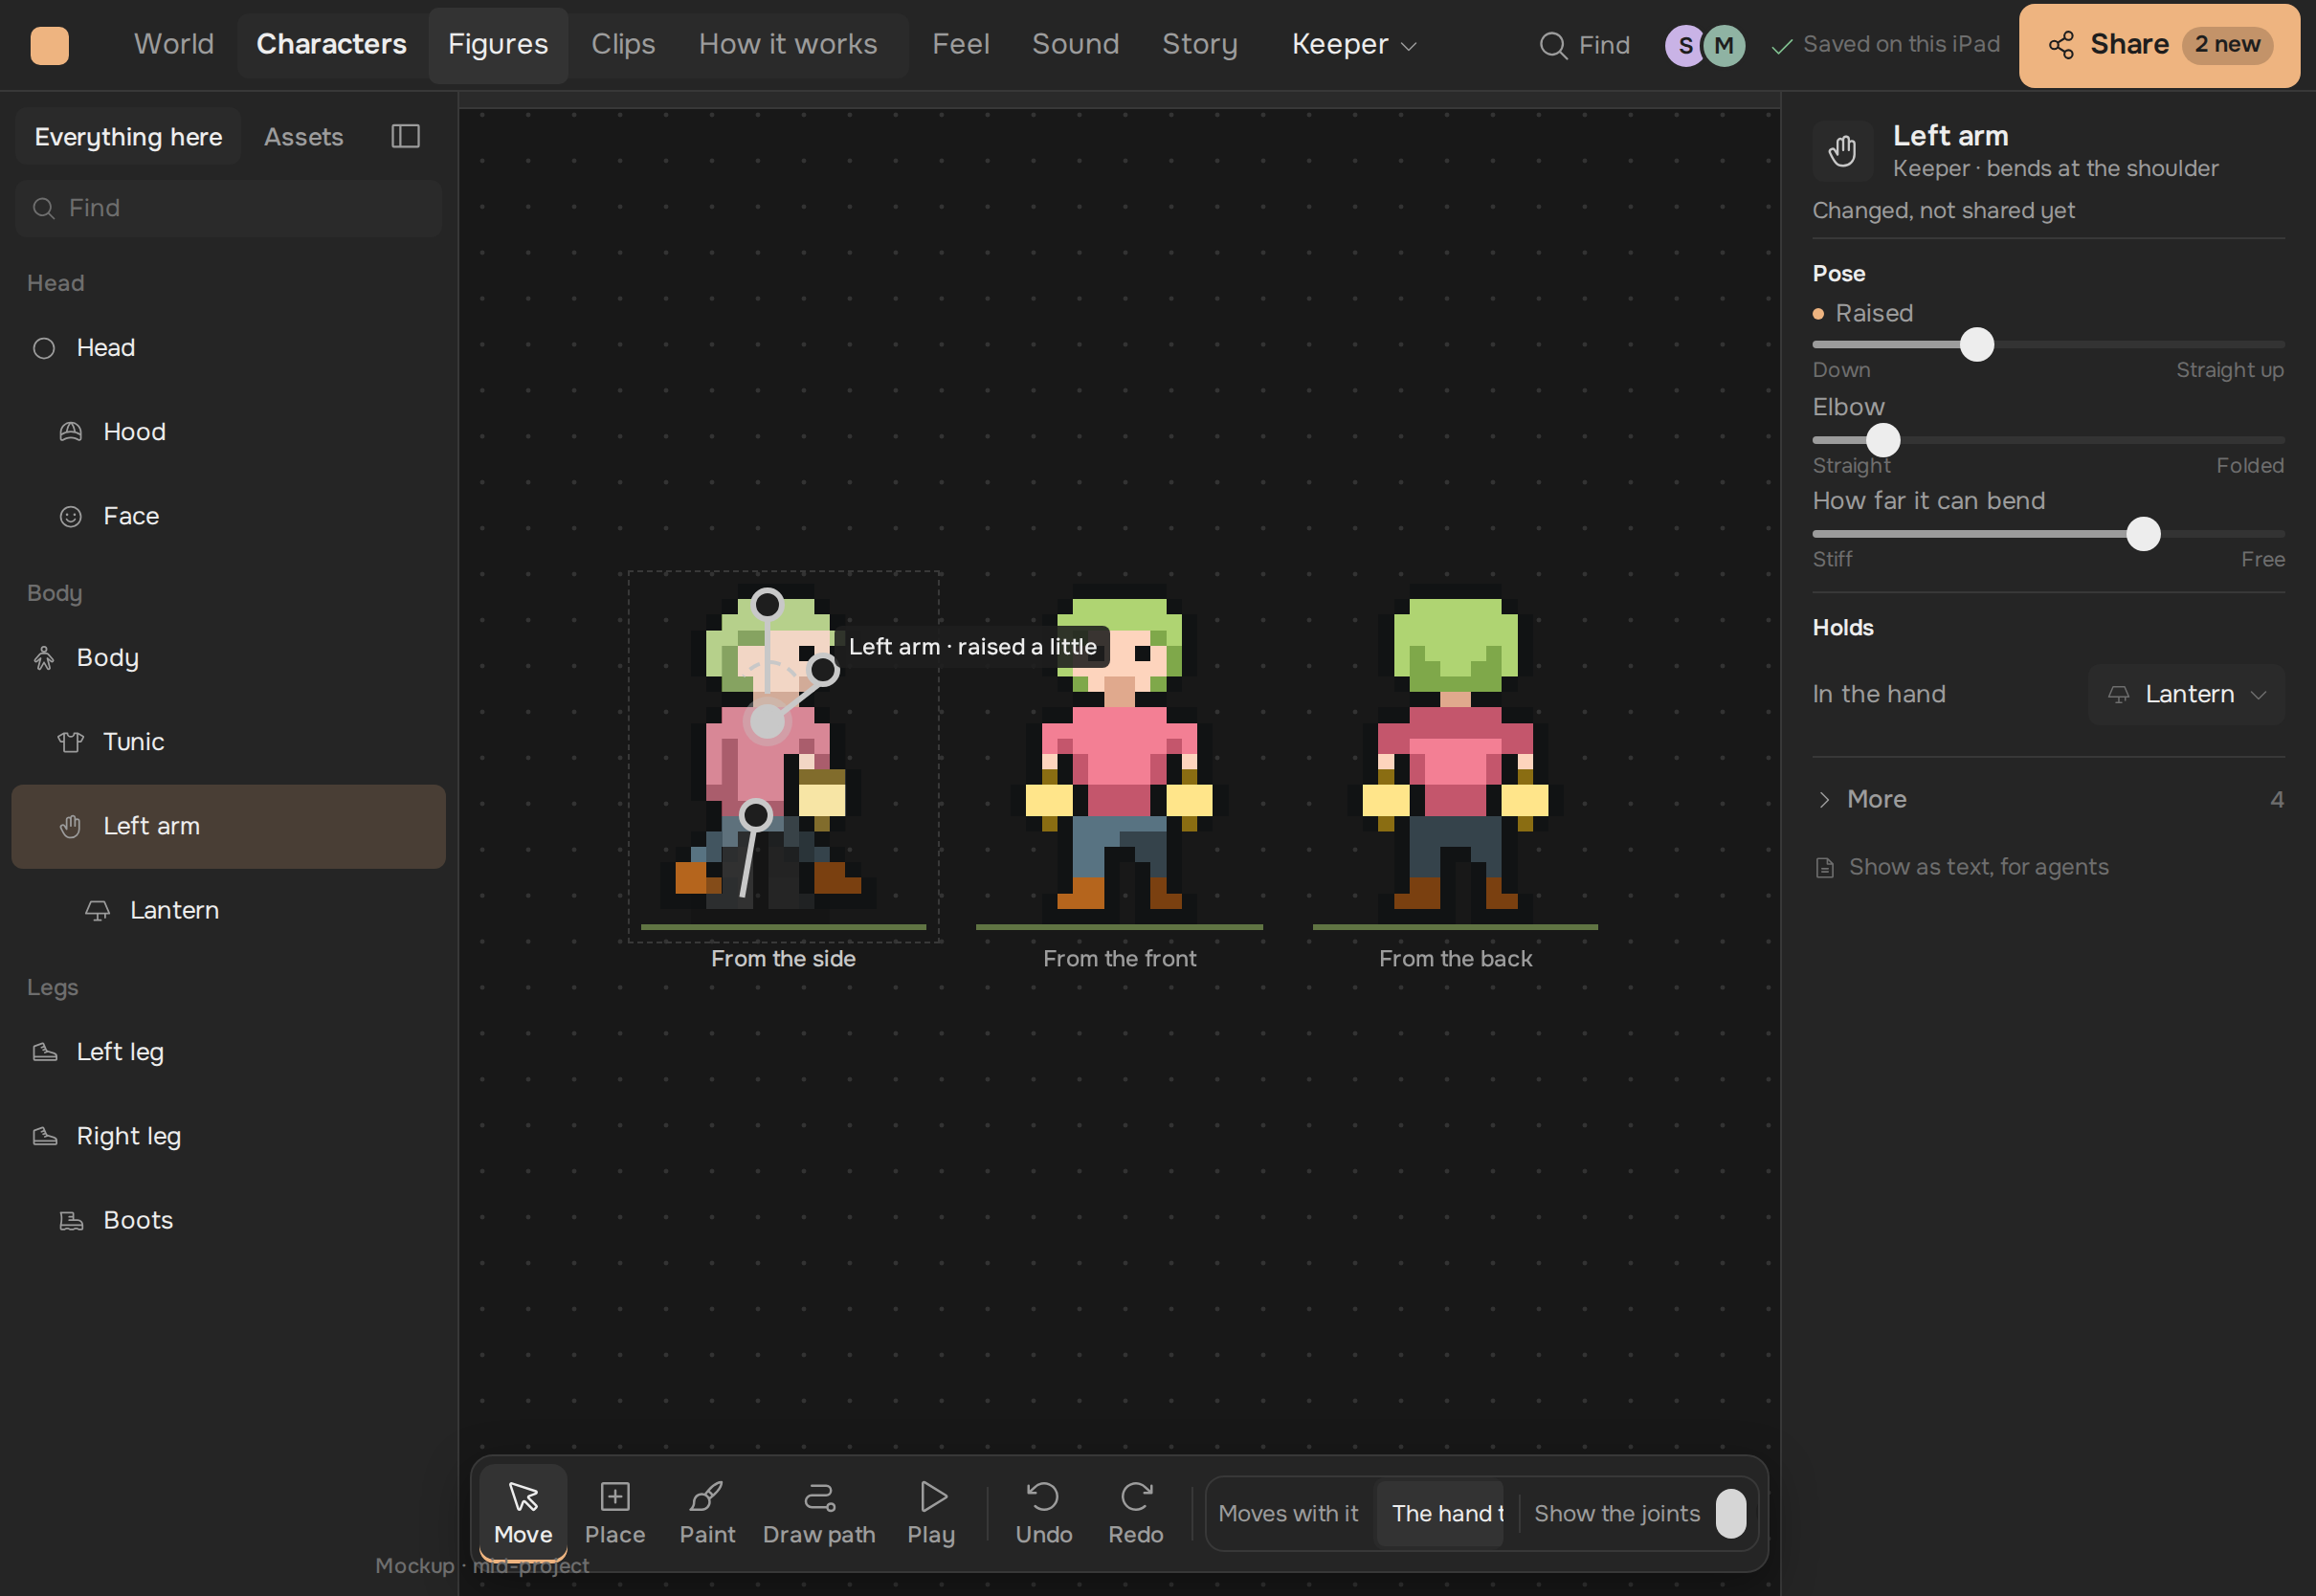 World
Characters
Figures
Clips
How it works
Feel
Sound
Story
Keeper
Find
S
M
Saved on this iPad
Share
2 new
Everything here
Assets
Find
Head
Head
Hood
Face
Body
Body
Tunic
Left arm
Lantern
Legs
Left leg
Right leg
Boots
Left arm · raised a little
From the side
From the front
From the back
Left arm
Keeper · bends at the shoulder
Changed, not shared yet
Pose
Raised
Down
Straight up
Elbow
Straight
Folded
How far it can bend
Stiff
Free
Holds
In the hand
Lantern
More
4
Show as text, for agents
Move
Place
Paint
Draw path
Play
Undo
Redo
Moves with it
The hand t
Show the joints
Mockup · mid-project